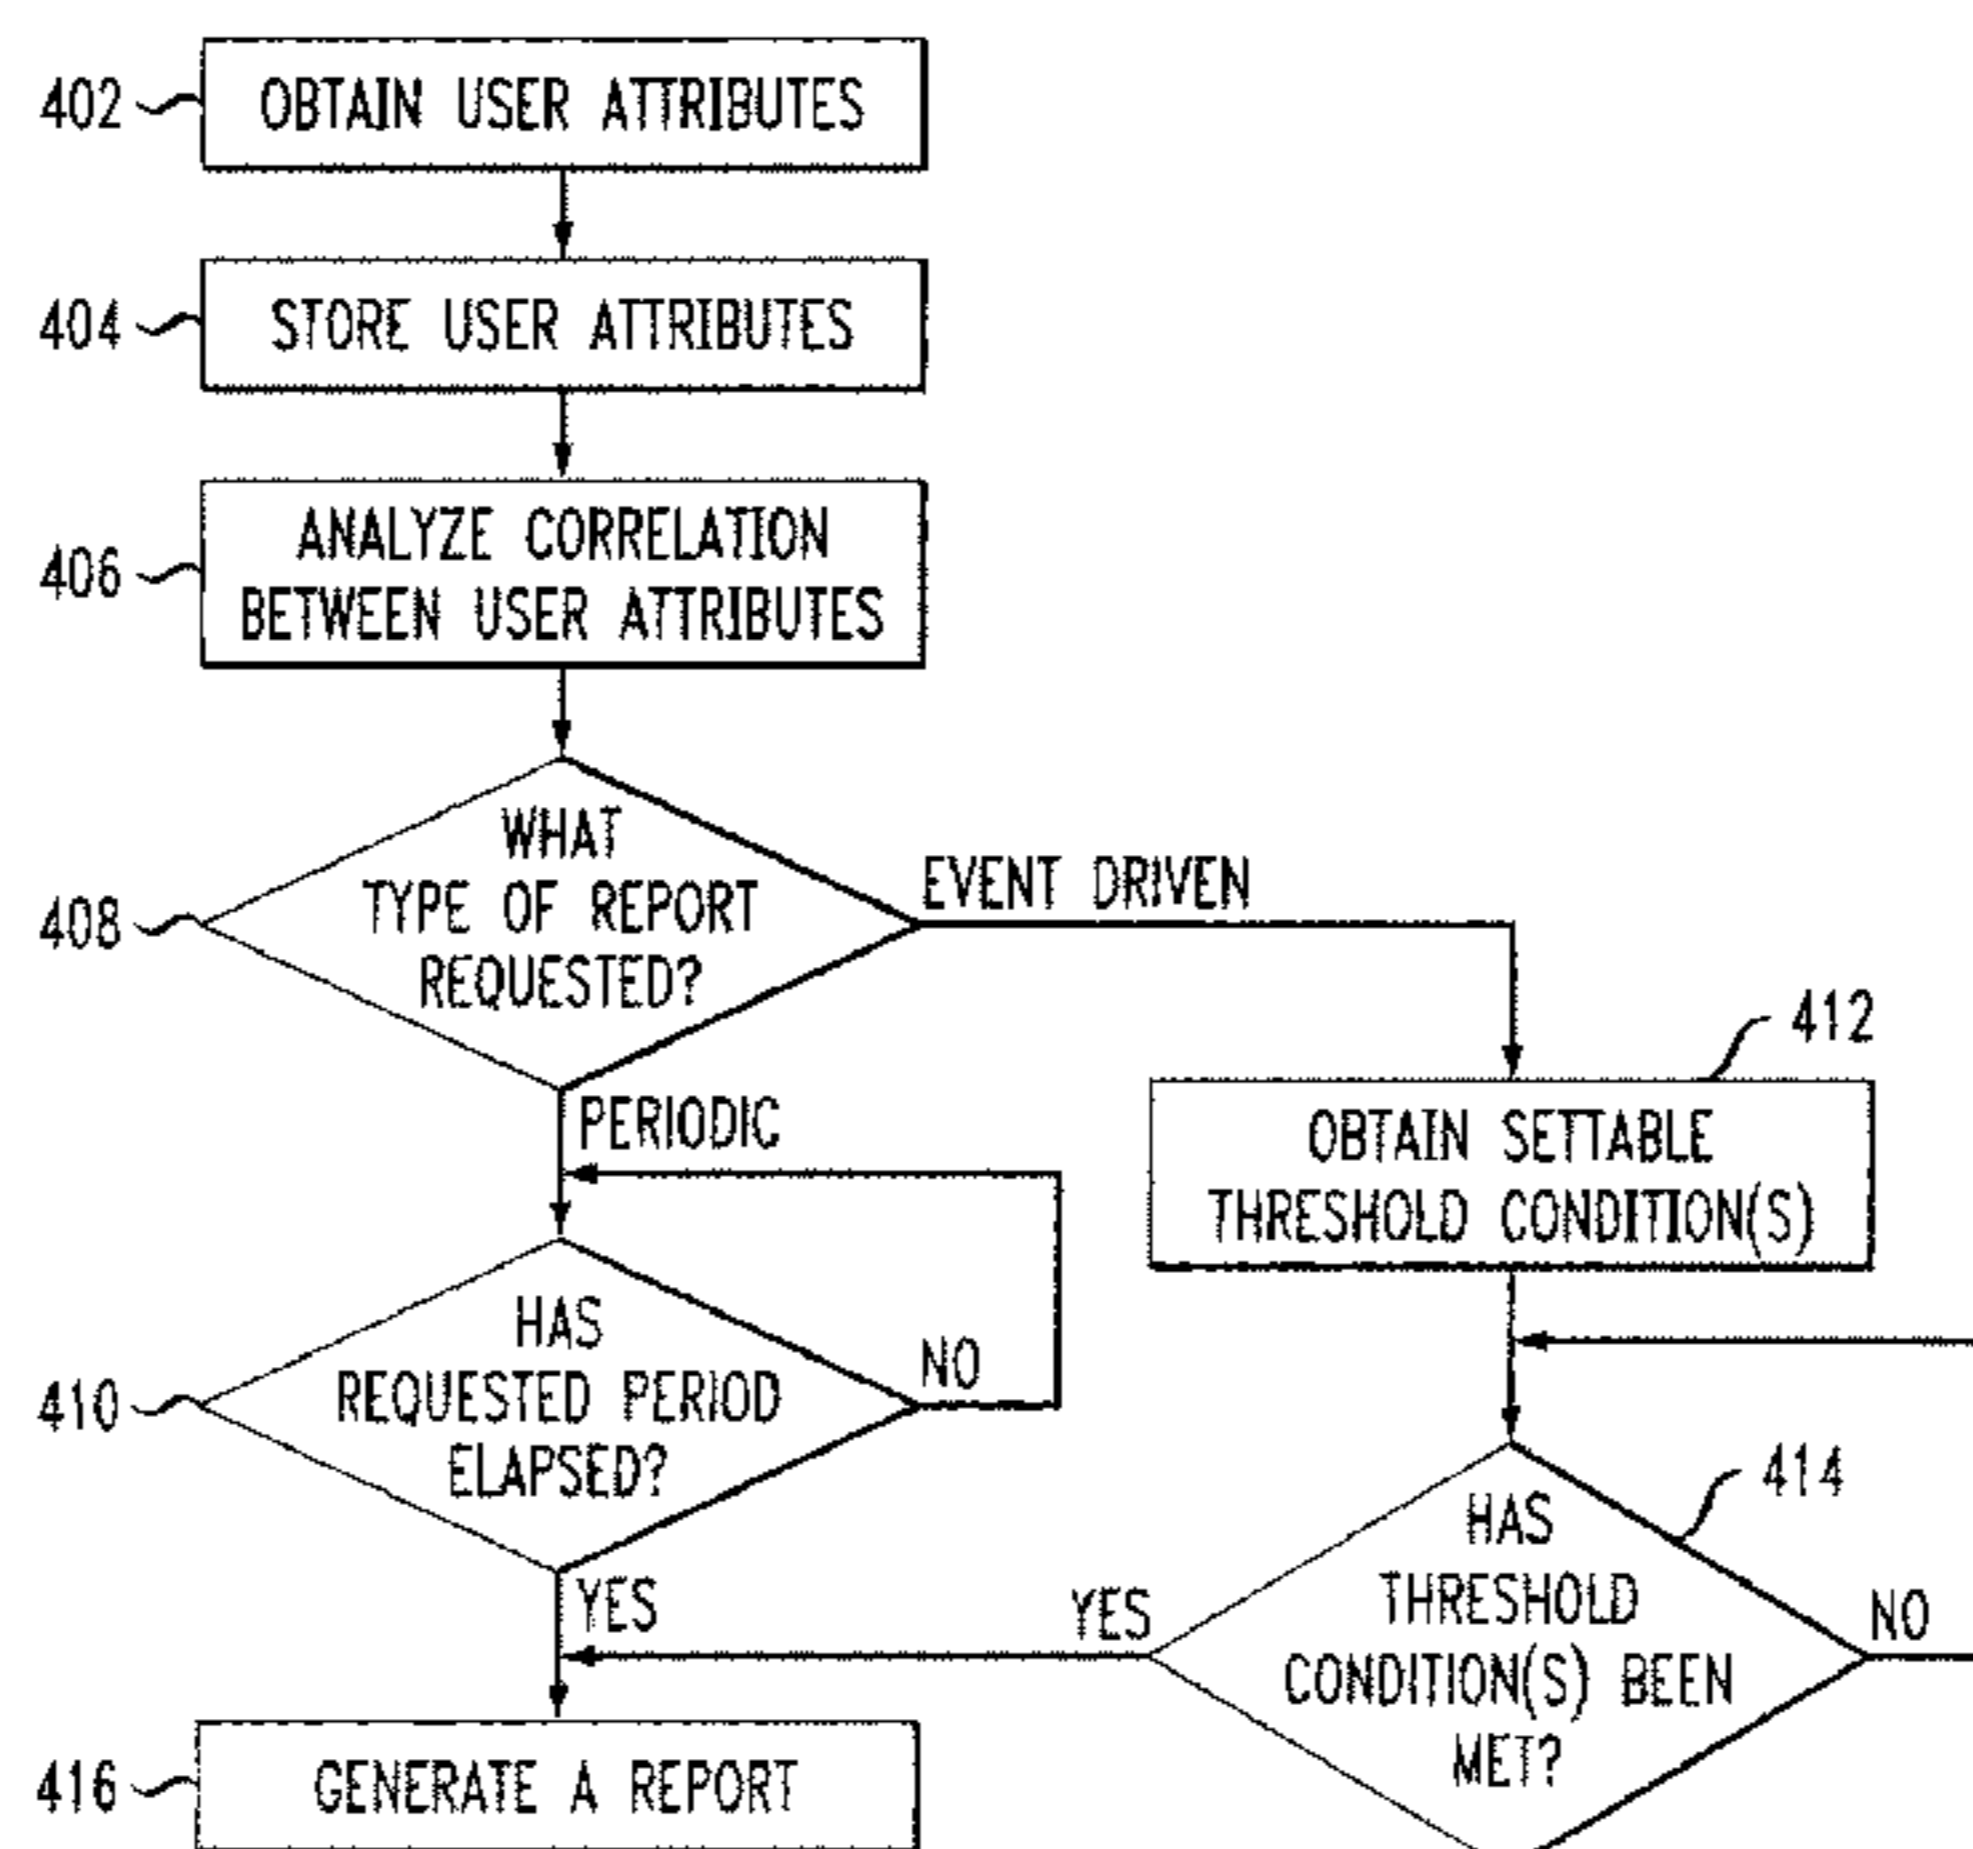 402
OBTAIN USER ATTRIBUTES
404
STORE USER ATTRIBUTES
406
ANALYZE CORRELATION
BETWEEN USER ATTRIBUTES
408
WHAT
TYPE OF REPORT
REQUESTED?
EVENT DRIVEN
PERIODIC
412
OBTAIN SETTABLE
THRESHOLD CONDITION(S)
410
HAS
REQUESTED PERIOD
ELAPSED?
NO
YES
414
HAS
THRESHOLD
CONDITION(S) BEEN
MET?
YES
NO
416
GENERATE A REPORT